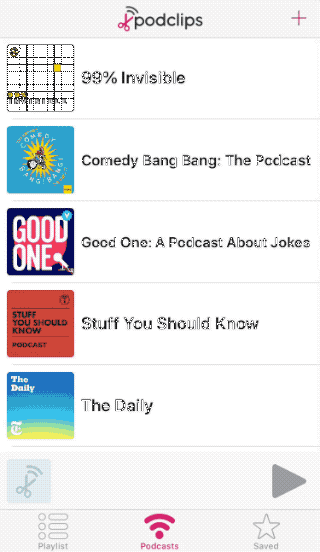 podclips
99% Invisible
COMEDY
BANG! BANG!
Comedy Bang Bang: The Podcast
GOOD
ONE
Good One: A Podcast About Jokes
STUFF
YOU SHOULD
KNOW
PODCAST
Stuff You Should Know
The
Daily
The Daily
Playlist
Podcasts
Saved